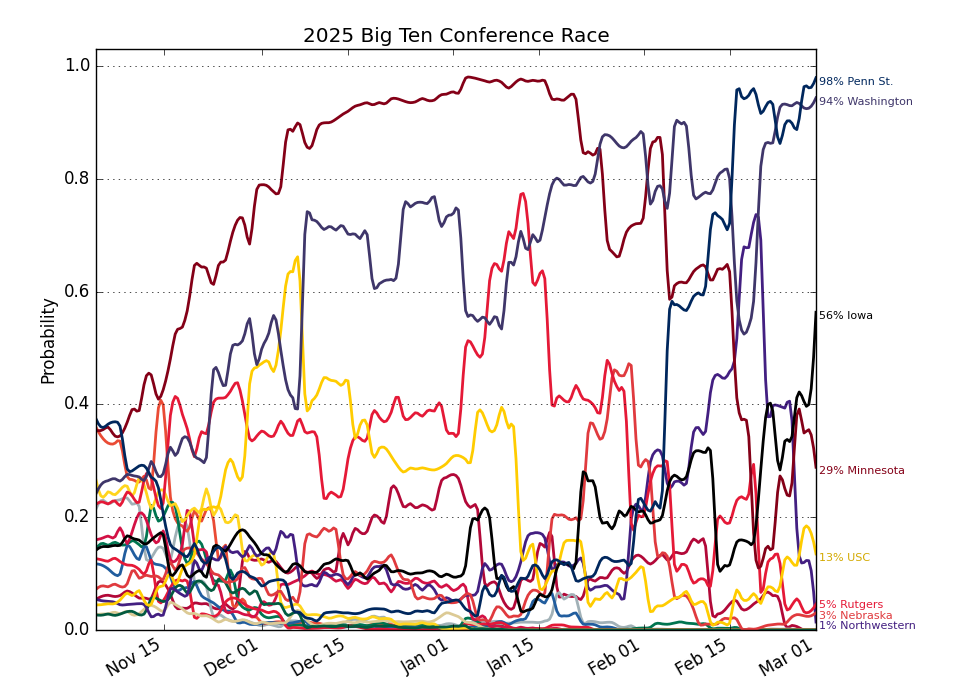 2025 Big Ten Conference Race
Probability
1.0
0.8
0.6
0.4
0.2
0.0
Nov 15
Dec 01
Dec 15
Jan 01
Jan 15
Feb 01
Feb 15
Mar 01
98% Penn St.
94% Washington
56% Iowa
29% Minnesota
13% USC
5% Rutgers
3% Nebraska
1% Northwestern